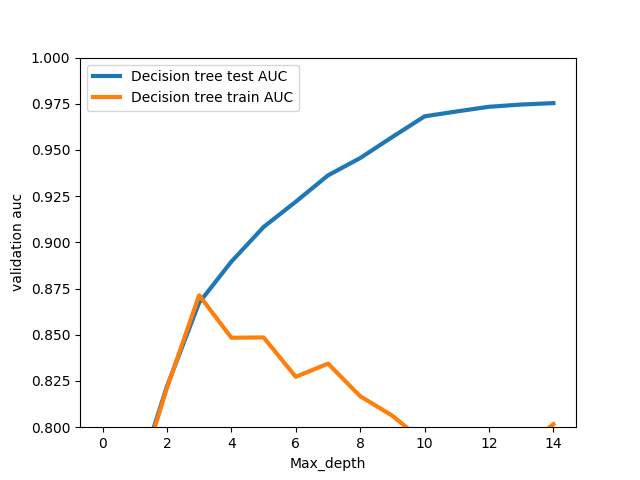 Decision tree test AUC
Decision tree train AUC
1.000
0.975
0.950
0.925
0.900
0.875
0.850
0.825
0.800
validation auc
0 2 4 6 8 10 12 14
Max_depth